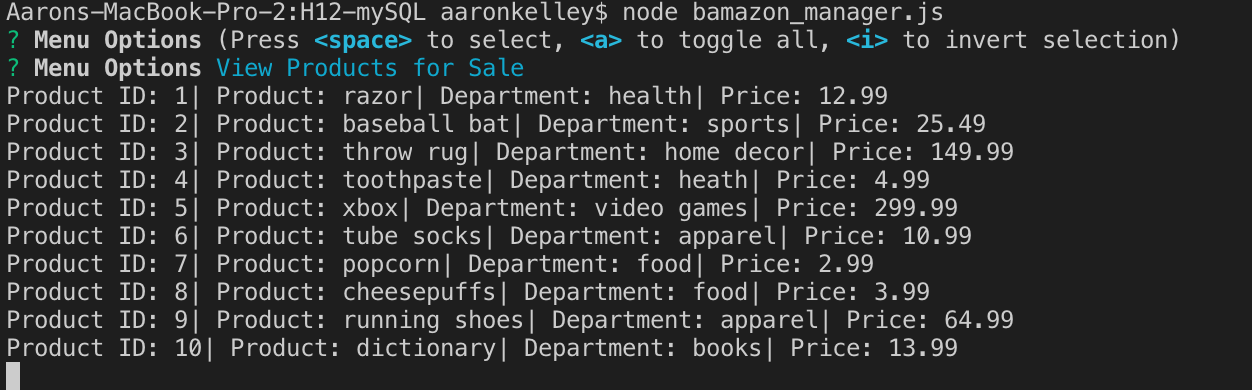 Aarons-MacBook-Pro-2:H12-mySQL aaronkelley$ node bamazon_manager.js
? Menu Options (Press <space> to select, <a> to toggle all, <i> to invert selection)
? Menu Options View Products for Sale
Product ID: 1| Product: razor| Department: health| Price: 12.99
Product ID: 2| Product: baseball bat| Department: sports| Price: 25.49
Product ID: 3| Product: throw rug| Department: home decor| Price: 149.99
Product ID: 4| Product: toothpaste| Department: heath| Price: 4.99
Product ID: 5| Product: xbox| Department: video games| Price: 299.99
Product ID: 6| Product: tube socks| Department: apparel| Price: 10.99
Product ID: 7| Product: popcorn| Department: food| Price: 2.99
Product ID: 8| Product: cheesepuffs| Department: food| Price: 3.99
Product ID: 9| Product: running shoes| Department: apparel| Price: 64.99
Product ID: 10| Product: dictionary| Department: books| Price: 13.99